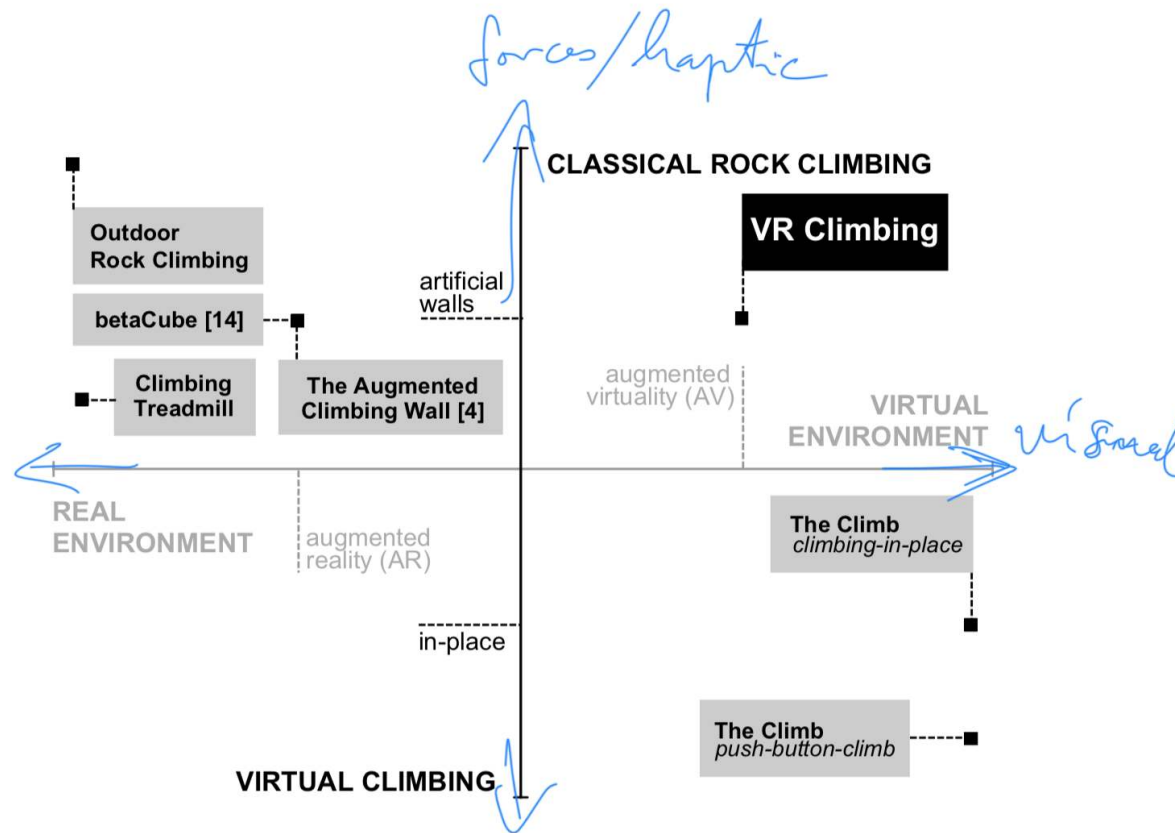 forces/haptic
CLASSICAL ROCK CLIMBING
VR Climbing
Outdoor
Rock Climbing
artificial
walls
betaCube [14]
Climbing
Treadmill
The Augmented
Climbing Wall [4]
augmented
virtuality (AV)
VIRTUAL
ENVIRONMENT
visual
REAL
ENVIRONMENT
augmented
reality (AR)
The Climb
climbing-in-place
in-place
The Climb
push-button-climb
VIRTUAL CLIMBING